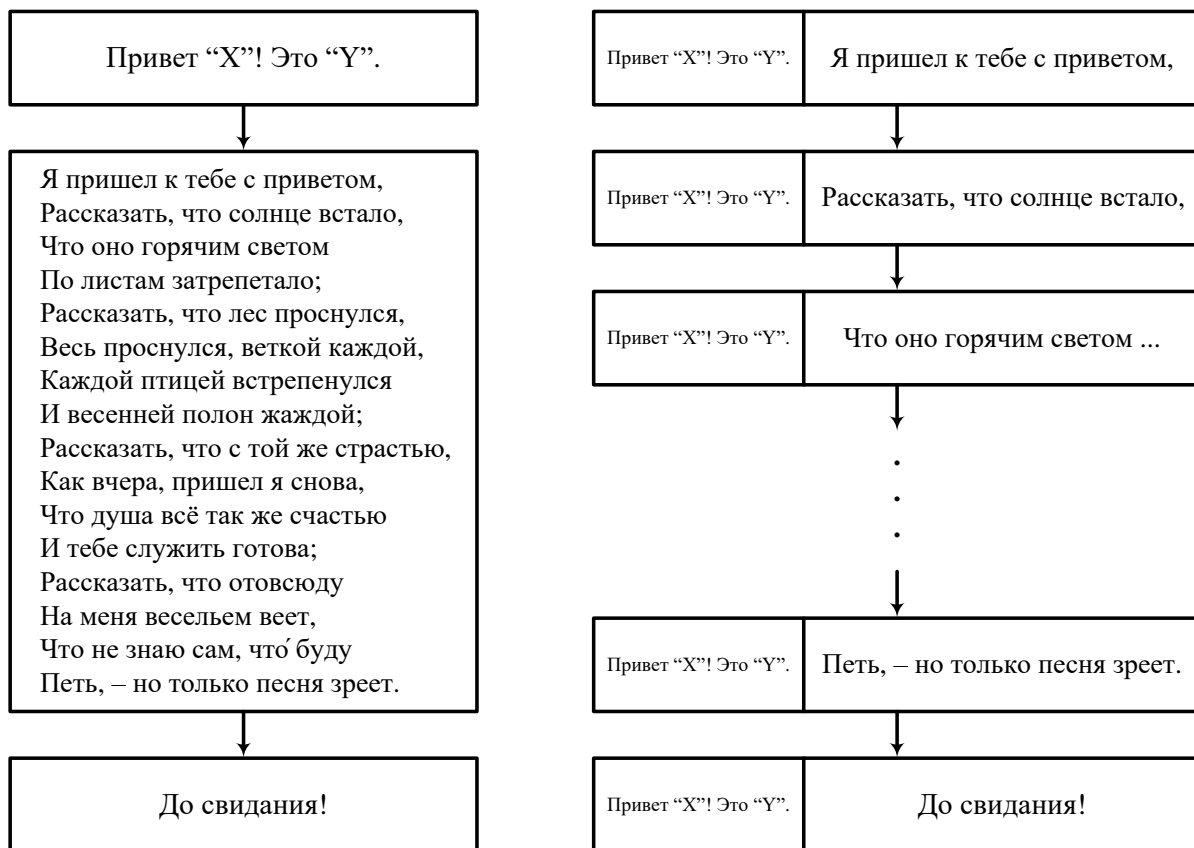 Привет “X”! Это “Y”.
Я пришел к тебе с приветом,
Рассказать, что солнце встало,
Что оно горячим светом
По листам затрепетало;
Рассказать, что лес проснулся,
Весь проснулся, веткой каждой,
Каждой птицей встрепенулся
И весенней полон жаждой;
Рассказать, что с той же страстью,
Как вчера, пришел я снова,
Что душа всё так же счастью
И тебе служить готова;
Рассказать, что отовсюду
На меня весельем веет,
Что не знаю сам, что́ буду
Петь, – но только песня зреет.
До свидания!
Привет “X”! Это “Y”.
Я пришел к тебе с приветом,
Привет “X”! Это “Y”.
Рассказать, что солнце встало,
Привет “X”! Это “Y”.
Что оно горячим светом ...
Привет “X”! Это “Y”.
Петь, – но только песня зреет.
Привет “X”! Это “Y”.
До свидания!